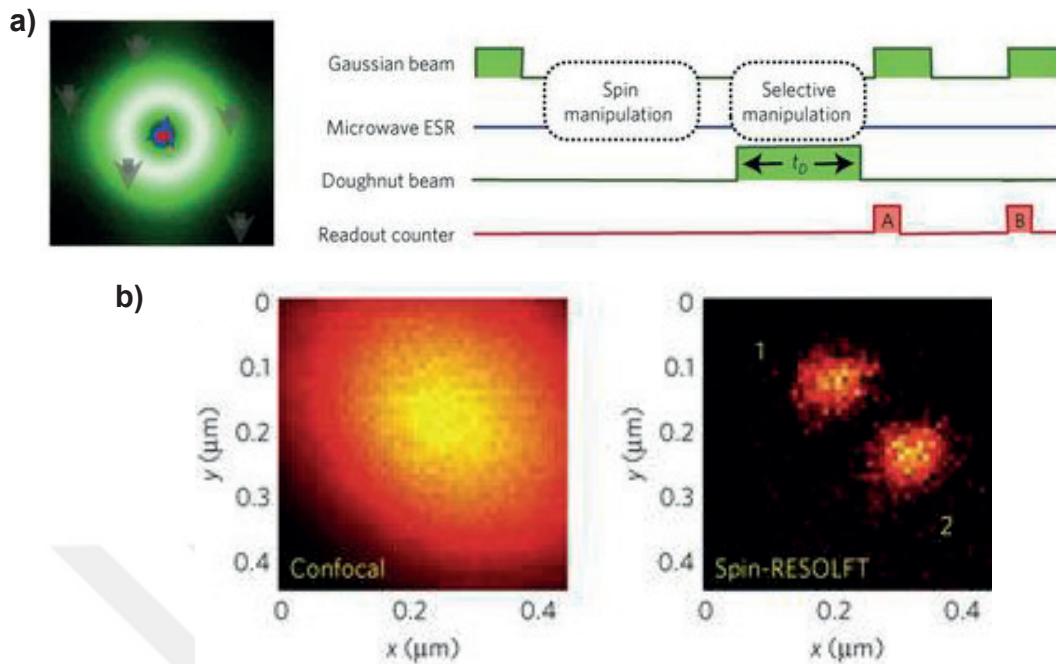 a)
Gaussian beam
Spin
manipulation
Selective
manipulation
Microwave ESR
t_D
Doughnut beam
Readout counter
A
B
b)
0
0.1
0.2
0.3
0.4
y (μm)
1
2
Confocal
0
0.2
0.4
x (μm)
0
0.1
0.2
0.3
0.4
y (μm)
Spin-RESOLFT
0
0.2
0.4
x (μm)